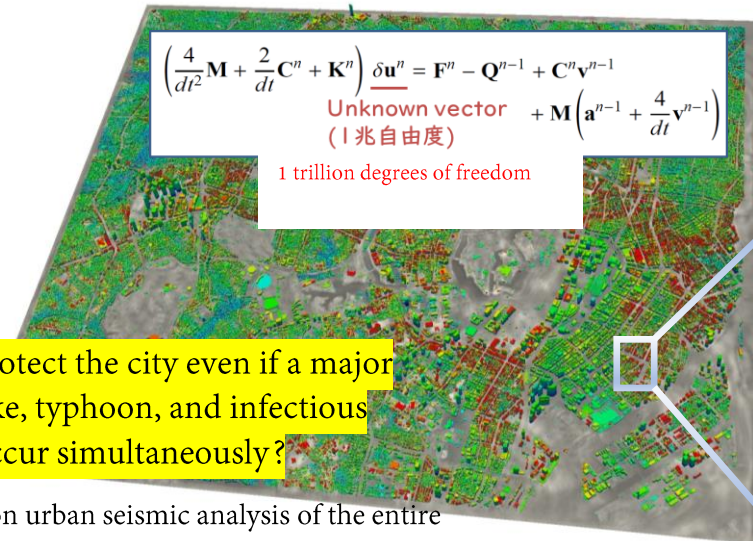 (4/dt² M + 2/dt Cⁿ + Kⁿ) δuⁿ = Fⁿ − Qⁿ⁻¹ + Cⁿvⁿ⁻¹
+ M(aⁿ⁻¹ + 4/dt vⁿ⁻¹)
Unknown vector
(1兆自由度)
1 trillion degrees of freedom
otect the city even if a major
ke, typhoon, and infectious
ccur simultaneously?
on urban seismic analysis of the entire